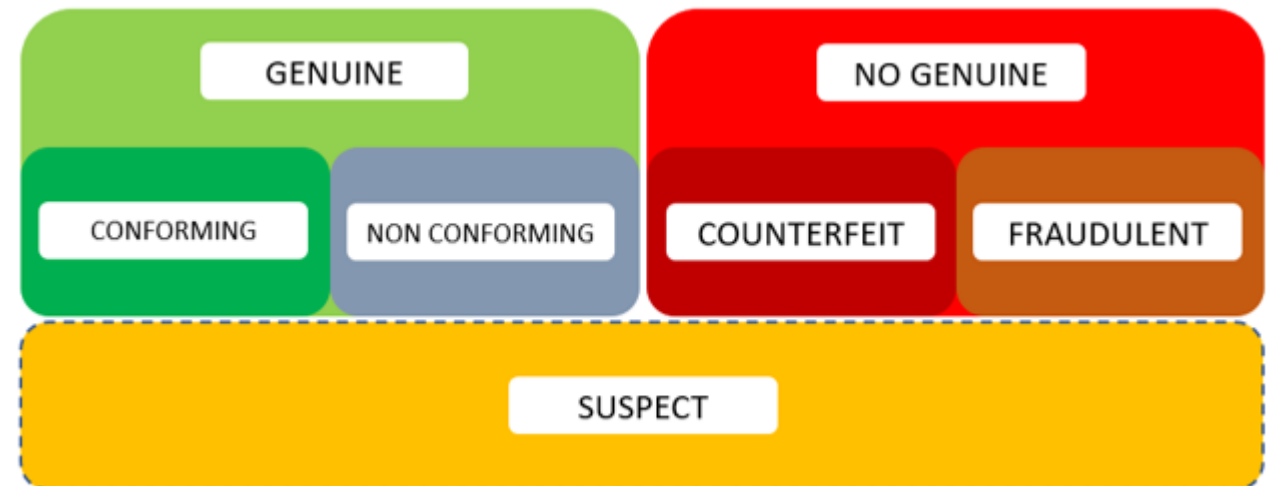 GENUINE
NO GENUINE
CONFORMING
NON CONFORMING
COUNTERFEIT
FRAUDULENT
SUSPECT